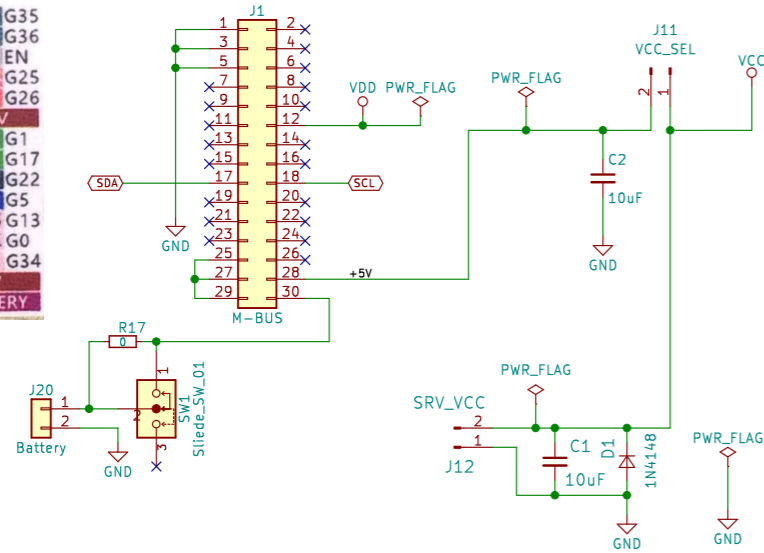 G35
G36
EN
G25
G26
V
G1
G17
G22
G5
G13
G0
G34
ERY
J1
1 2
3 4
5 6
7 8
9 10
11 12
13 14
15 16
17 18
19 20
21 22
23 24
25 26
27 28
29 30
M-BUS
SDA
SCL
GND
VDD
PWR_FLAG
+5V
PWR_FLAG
J11
VCC_SEL
2 1
VCC
C2
10uF
GND
R17
0
J20
1
2
Battery
GND
1
2
3
SW1
Sliede_SW_01
PWR_FLAG
SRV_VCC
2
1
J12
C1
10uF
D1
1N4148
GND
PWR_FLAG
GND